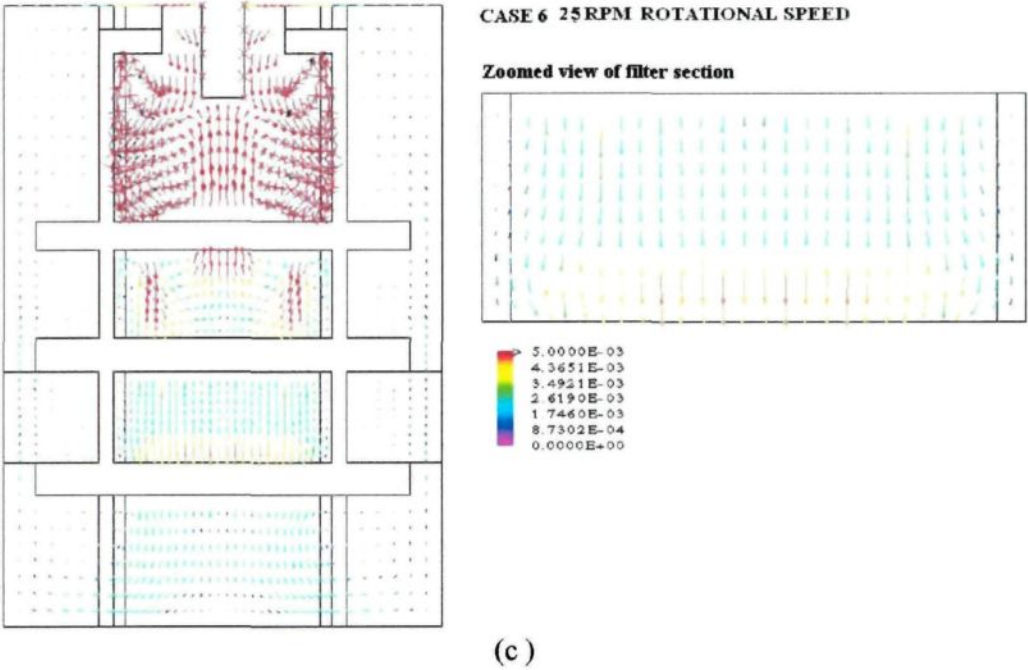 CASE 6 25 RPM ROTATIONAL SPEED
Zoomed view of filter section
5.0000E-03
4.3651E-03
3.4921E-03
2.6190E-03
1.7460E-03
8.7302E-04
0.0000E+00
(c )